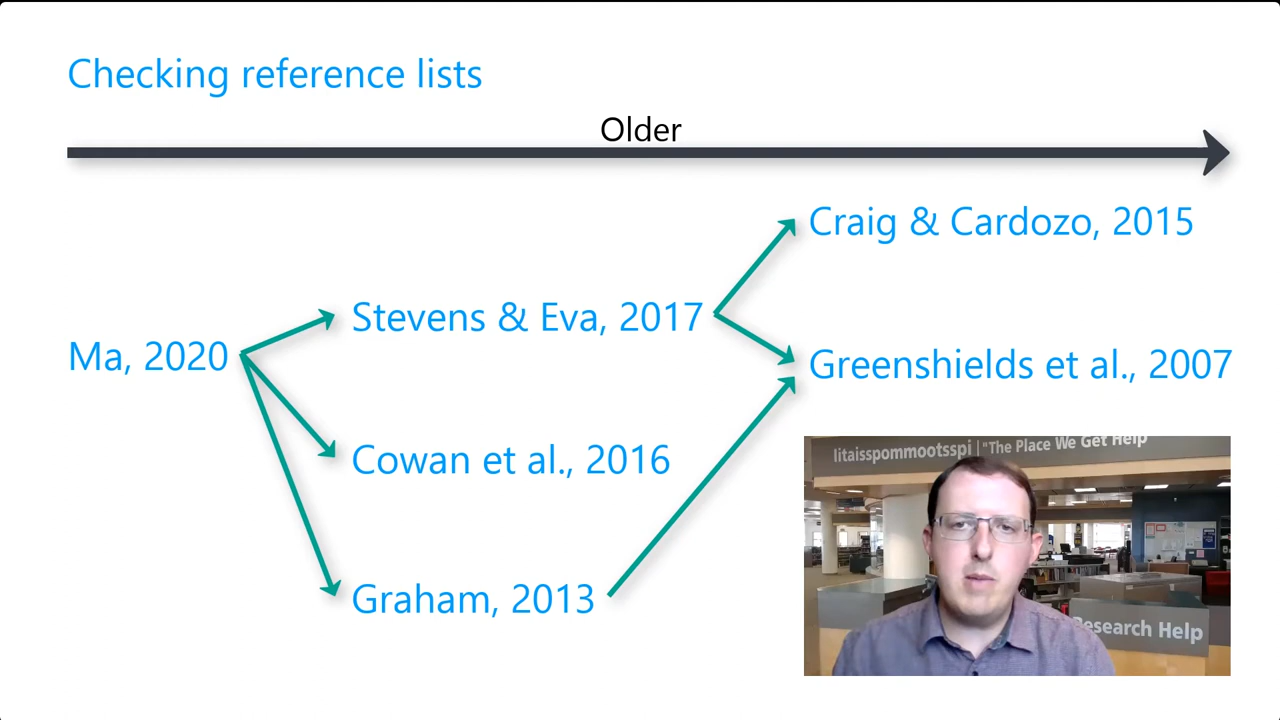 Checking reference lists
Older
Craig & Cardozo, 2015
Stevens & Eva, 2017
Ma, 2020
Greenshields et al., 2007
Cowan et al., 2016
Graham, 2013
Iitaisspommootsspi | "The Place We Get Help
Research Help